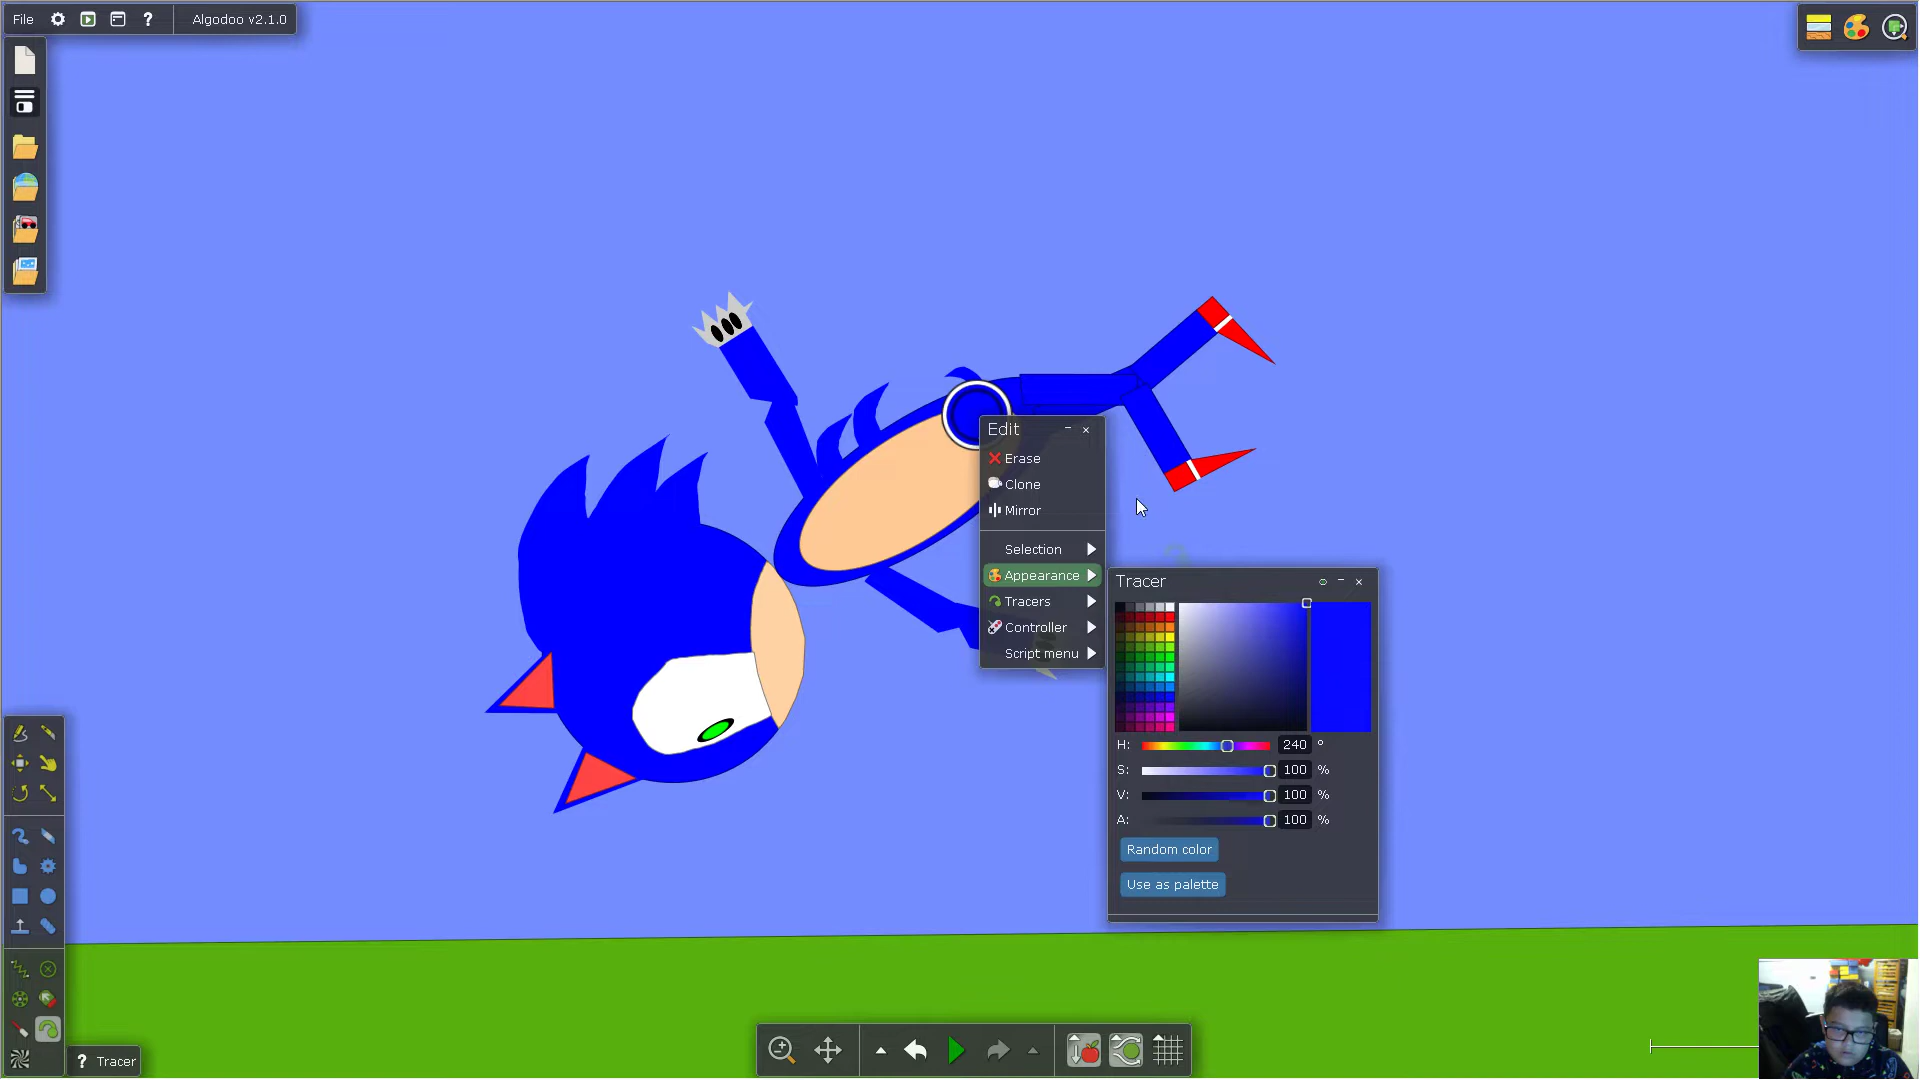 File ? Algodoo v2.1.0
Edit
Erase
Clone
Mirror
Selection
Appearance
Tracers
Controller
Script menu
Tracer
H: 240 °
S: 100 %
V: 100 %
A: 100 %
Random color
Use as palette
? Tracer